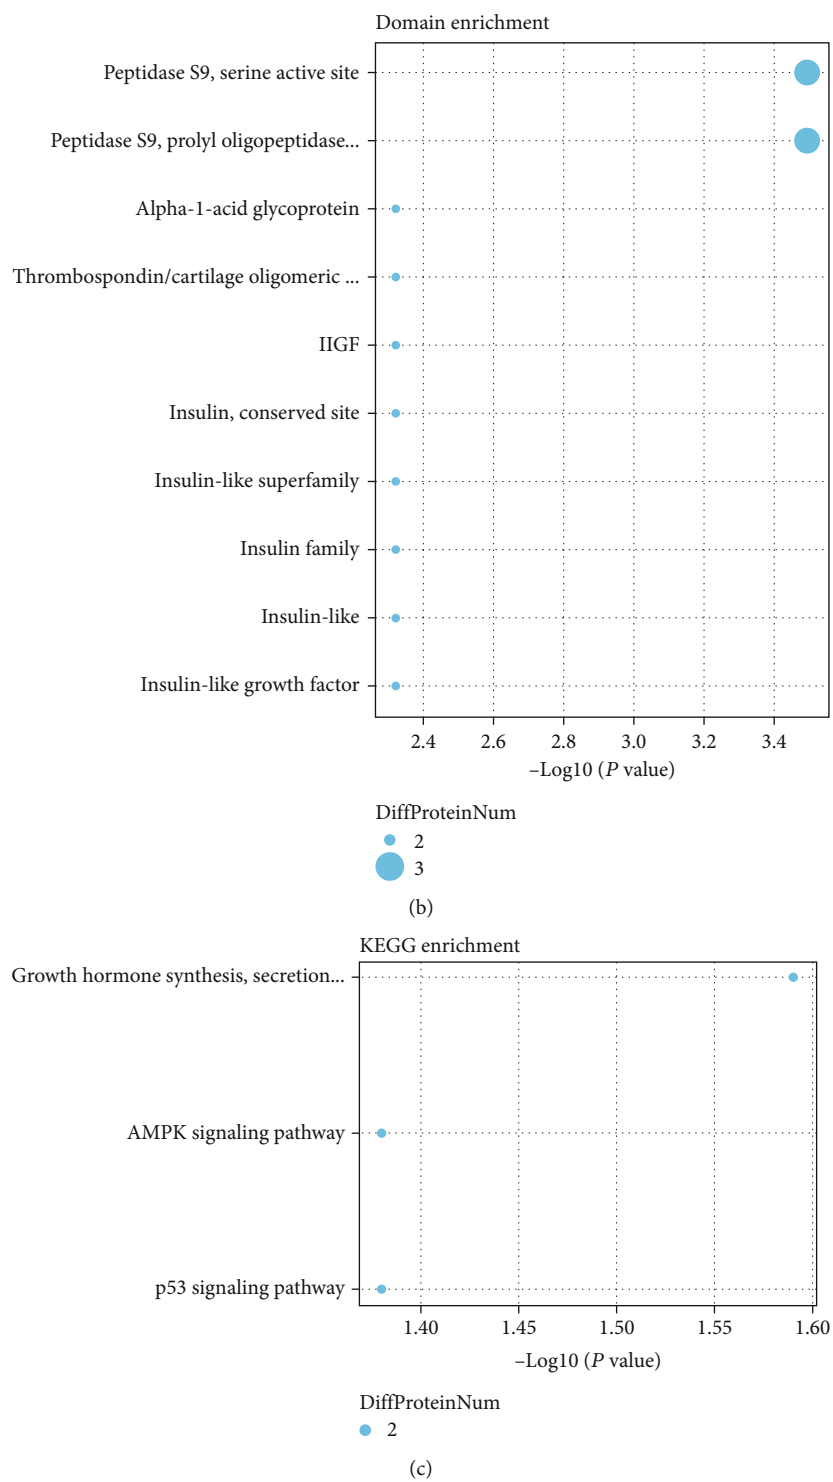 Domain enrichment
Peptidase S9, serine active site
Peptidase S9, prolyl oligopeptidase...
Alpha-1-acid glycoprotein
Thrombospondin/cartilage oligomeric ...
IIGF
Insulin, conserved site
Insulin-like superfamily
Insulin family
Insulin-like
Insulin-like growth factor
2.4 2.6 2.8 3.0 3.2 3.4
–Log10 (P value)
DiffProteinNum
2
3
(b)
KEGG enrichment
Growth hormone synthesis, secretion...
AMPK signaling pathway
p53 signaling pathway
1.40 1.45 1.50 1.55 1.60
–Log10 (P value)
DiffProteinNum
2
(c)